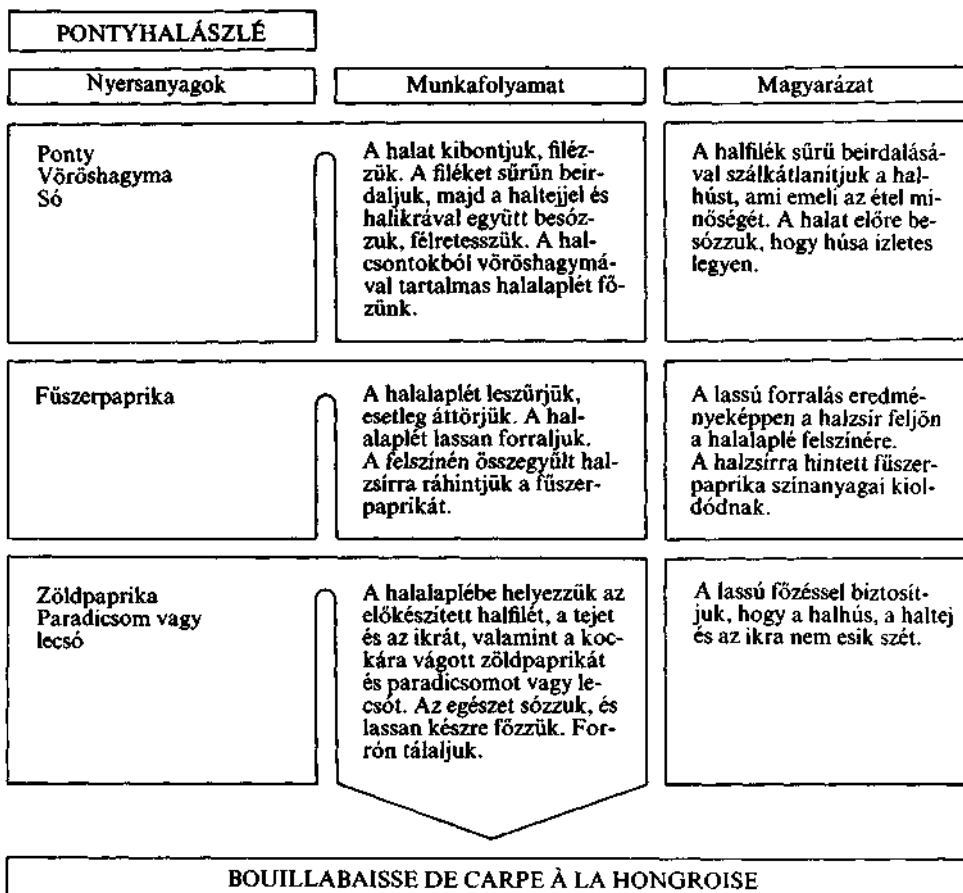 PONTYHALÁSZLÉ
Nyersanyagok
Munkafolyamat
Magyarázat
Ponty
Vöröshagyma
Só
A halat kibontjuk, filéz-
zük. A filéket sűrűn beir-
daljuk, majd a haltejjel és
halikrával együtt besóz-
zuk, félretesszük. A hal-
csontokból vöröshagymá-
val tartalmas halalaplét fő-
zünk.
A halfilék sűrű beirdalásá-
val szálkátlanítjuk a hal-
húst, ami emeli az étel mi-
nőségét. A halat előre be-
sózzuk, hogy húsa ízletes
legyen.
Fűszerpaprika
A halalaplét leszűrjük,
esetleg áttörjük. A hal-
alaplét lassan forraljuk.
A felszínén összegyűlt hal-
zsírra ráhintjük a fűszer-
paprikát.
A lassú forralás eredmé-
nyeképpen a halzsír feljön
a halalaplé felszínére.
A halzsírra hintett fűszer-
paprika színanyagai kiol-
dódnak.
Zöldpaprika
Paradicsom vagy
lecsó
A halalaplébe helyezzük az
előkészített halfilét, a tejet
és az ikrát, valamint a koc-
kára vágott zöldpaprikát
és paradicsomot vagy le-
csót. Az egészet sózzuk, és
lassan készre főzzük. For-
rón tálaljuk.
A lassú főzéssel biztosít-
juk, hogy a halhús, a haltej
és az ikra nem esik szét.
BOUILLABAISSE DE CARPE À LA HONGROISE